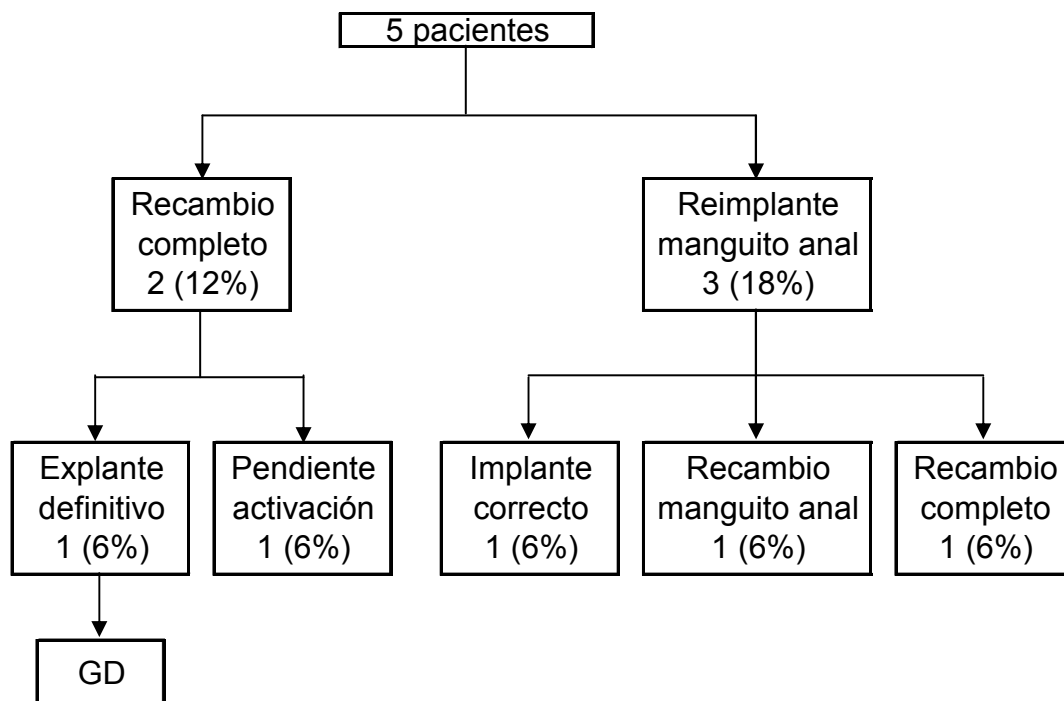 5 pacientes
Recambio
completo
2 (12%)
Reimplante
manguito anal
3 (18%)
Explante
definitivo
1 (6%)
Pendiente
activación
1 (6%)
Implante
correcto
1 (6%)
Recambio
manguito anal
1 (6%)
Recambio
completo
1 (6%)
GD